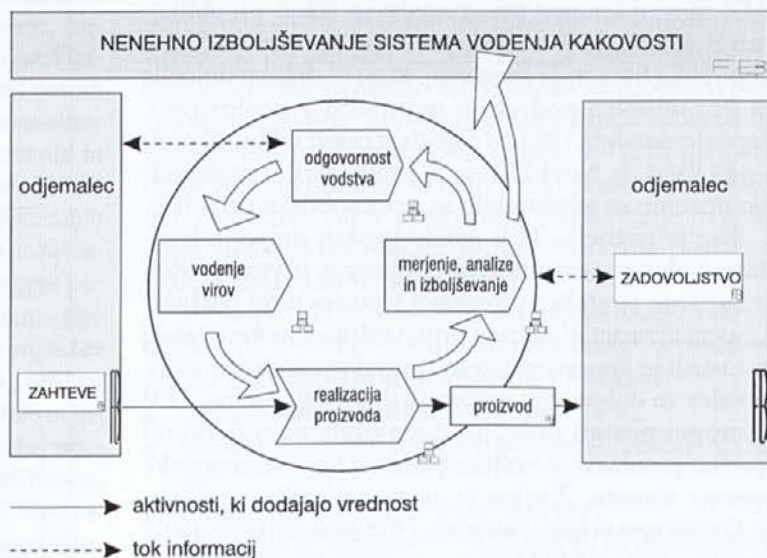 NENEHNO IZBOLJŠEVANJE SISTEMA VODENJA KAKOVOSTI
odjemalec
odgovornost
vodstva
odjemalec
vodenje
virov
merjenje, analize
in izboljševanje
ZADOVOLJSTVO
ZAHTEVE
realizacija
proizvoda
proizvod
aktivnosti, ki dodajajo vrednost
tok informacij